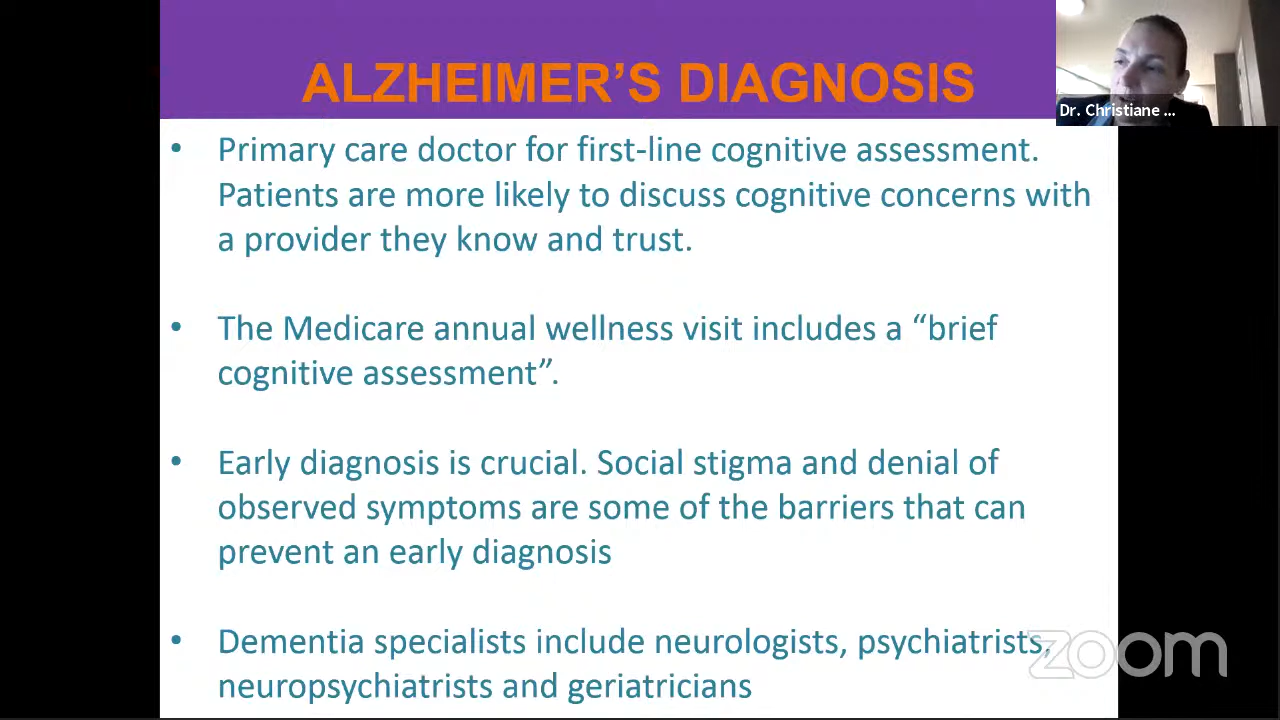 ALZHEIMER’S DIAGNOSIS
Dr. Christiane ...
• Primary care doctor for first-line cognitive assessment.
Patients are more likely to discuss cognitive concerns with
a provider they know and trust.
• The Medicare annual wellness visit includes a “brief
cognitive assessment”.
• Early diagnosis is crucial. Social stigma and denial of
observed symptoms are some of the barriers that can
prevent an early diagnosis
• Dementia specialists include neurologists, psychiatrists,
neuropsychiatrists and geriatricians
zoom